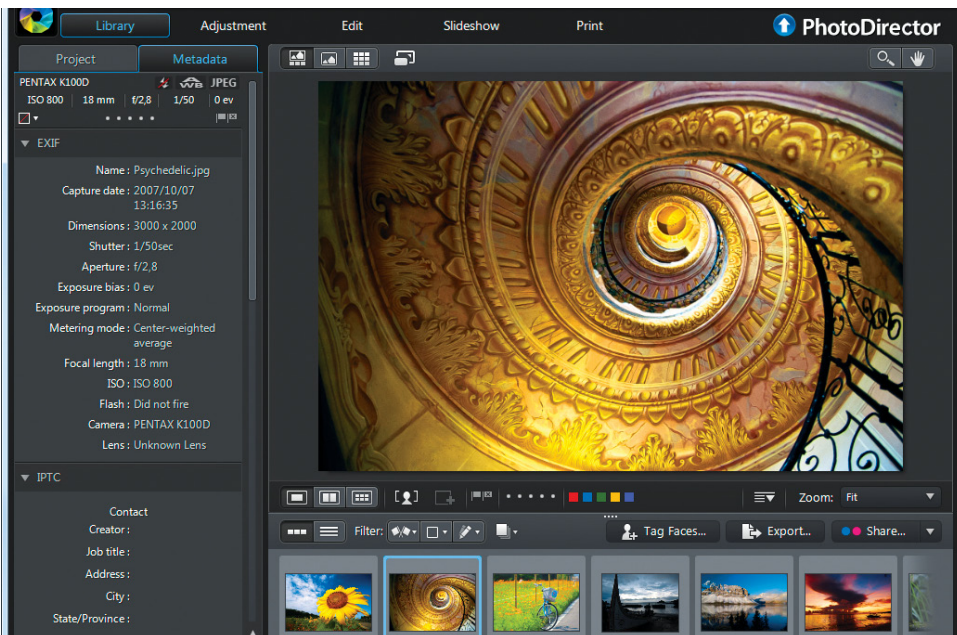 Library Adjustment Edit Slideshow Print PhotoDirector
Project Metadata
PENTAX K100D WB JPEG
ISO 800 18 mm f/2,8 1/50 0 ev
EXIF
Name : Psychedelic.jpg
Capture date : 2007/10/07
13:16:35
Dimensions : 3000 x 2000
Shutter : 1/50sec
Aperture : f/2,8
Exposure bias : 0 ev
Exposure program : Normal
Metering mode : Center-weighted
average
Focal length : 18 mm
ISO : ISO 800
Flash : Did not fire
Camera : PENTAX K100D
Lens : Unknown Lens
IPTC
Contact
Creator :
Job title :
Address :
City :
State/Province :
Zoom: Fit
Filter: Tag Faces... Export... Share...